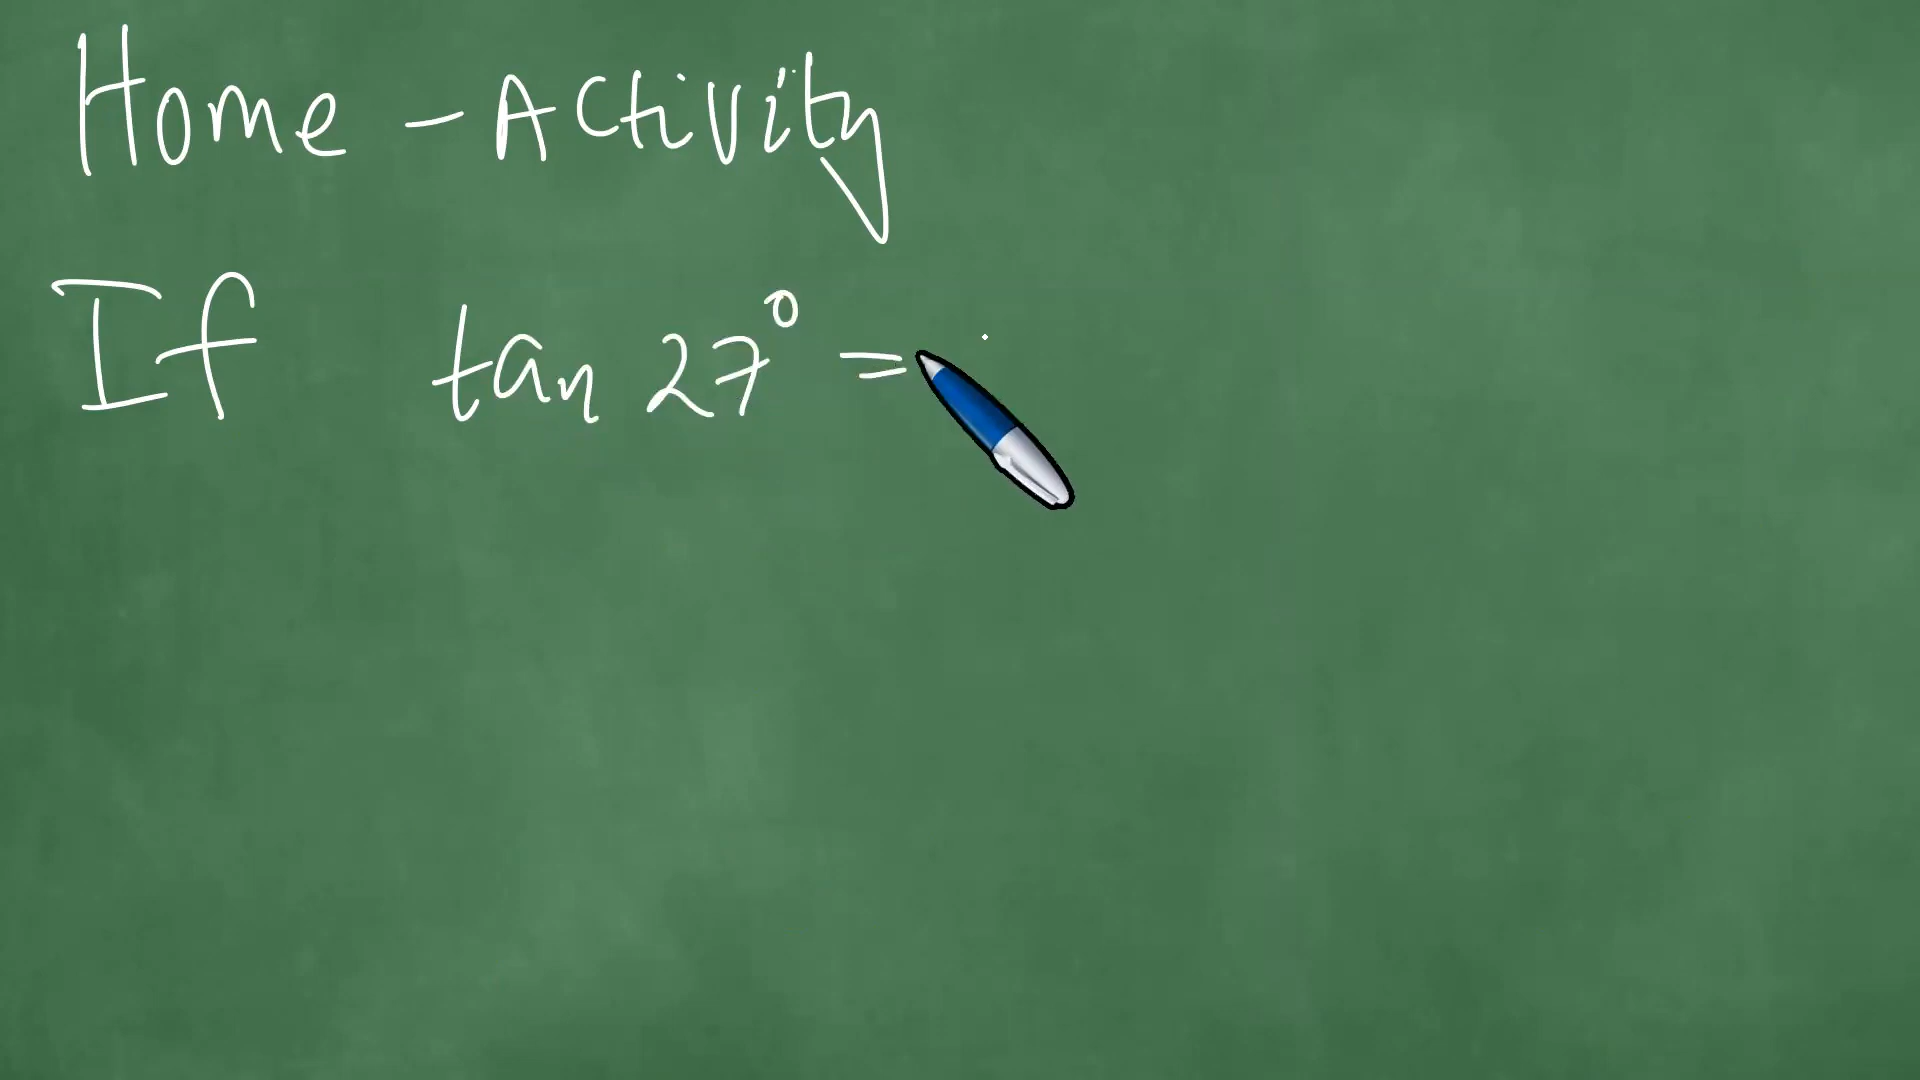 Home - Activity
If tan 27° =